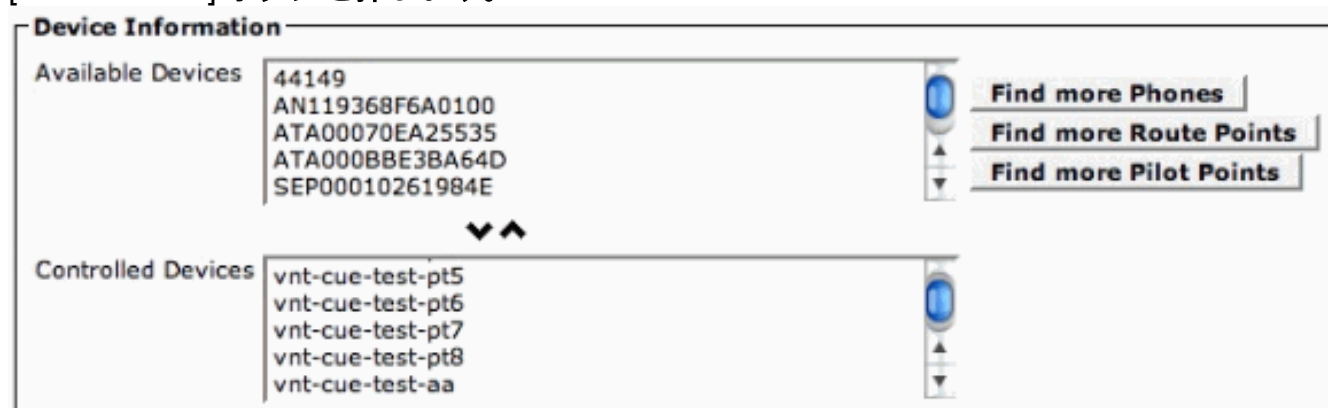 Device Information
Available Devices
44149
AN119368F6A0100
ATA00070EA25535
ATA000BBE3BA64D
SEP00010261984E
Find more Phones
Find more Route Points
Find more Pilot Points
Controlled Devices
vnt-cue-test-pt5
vnt-cue-test-pt6
vnt-cue-test-pt7
vnt-cue-test-pt8
vnt-cue-test-aa